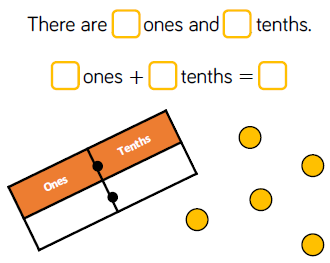 There are ones and tenths.
ones + tenths =
Ones Tenths